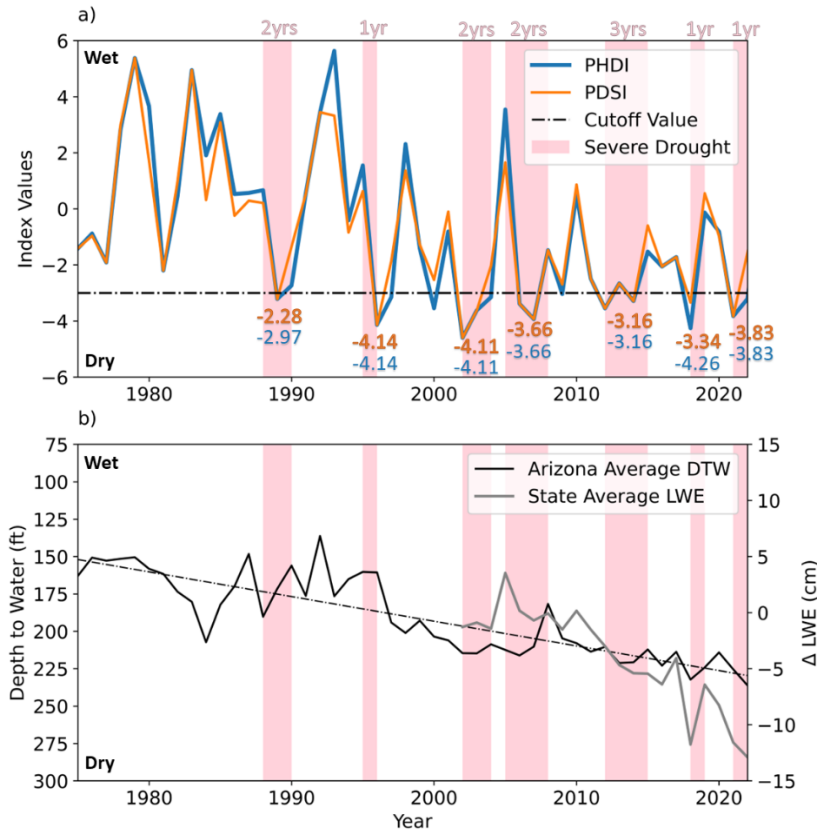 a)
2yrs 1yr 2yrs 2yrs 3yrs 1yr 1yr
6
Wet
PHDI
PDSI
Cutoff Value
Severe Drought
4
2
0
-2
-4
-6
Index Values
-2.28 -4.14 -4.11 -3.66 -3.16 -3.34 -3.83
-2.97 -4.14 -4.11 -3.66 -3.16 -4.26 -3.83
Dry
1980 1990 2000 2010 2020
b)
75
100
125
150
175
200
225
250
275
300
Depth to Water (ft)
Wet
Arizona Average DTW
State Average LWE
15
10
5
0
−5
−10
−15
Δ LWE (cm)
Dry
1980 1990 2000 2010 2020
Year